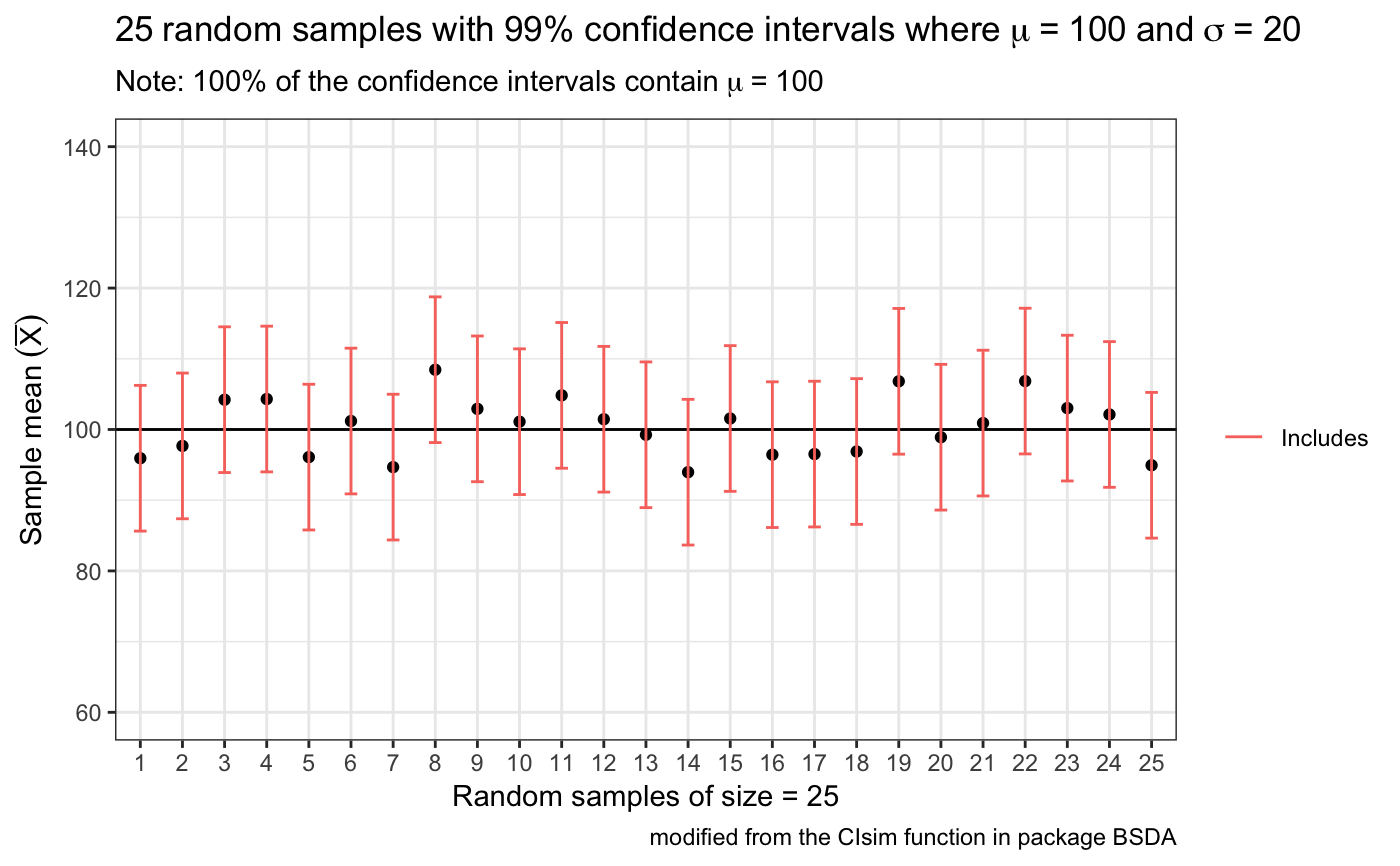 25 random samples with 99% confidence intervals where μ = 100 and σ = 20
Note: 100% of the confidence intervals contain μ = 100
140
120
100
80
60
Sample mean (X̅)
Includes
1 2 3 4 5 6 7 8 9 10 11 12 13 14 15 16 17 18 19 20 21 22 23 24 25
Random samples of size = 25
modified from the CIsim function in package BSDA